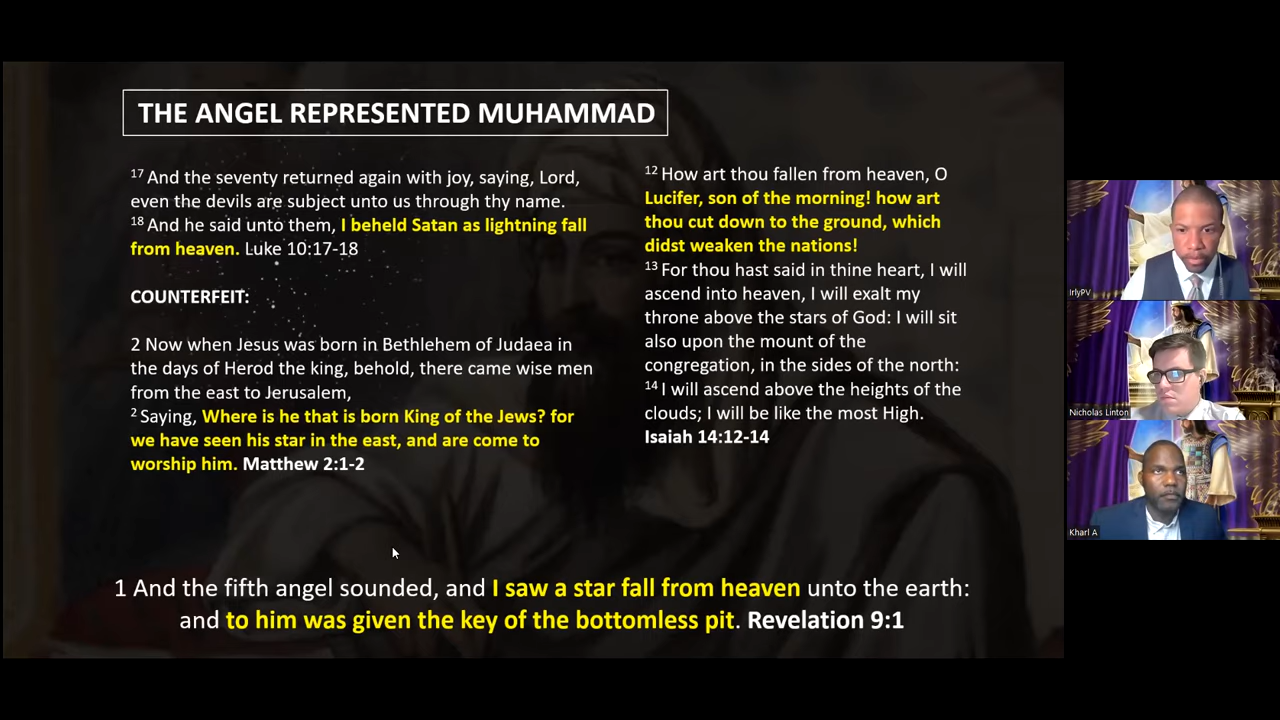 THE ANGEL REPRESENTED MUHAMMAD
17 And the seventy returned again with joy, saying, Lord,
even the devils are subject unto us through thy name.
18 And he said unto them, I beheld Satan as lightning fall
from heaven. Luke 10:17-18
COUNTERFEIT:
2 Now when Jesus was born in Bethlehem of Judaea in
the days of Herod the king, behold, there came wise men
from the east to Jerusalem,
2 Saying, Where is he that is born King of the Jews? for
we have seen his star in the east, and are come to
worship him. Matthew 2:1-2
12 How art thou fallen from heaven, O
Lucifer, son of the morning! how art
thou cut down to the ground, which
didst weaken the nations!
13 For thou hast said in thine heart, I will
ascend into heaven, I will exalt my
throne above the stars of God: I will sit
also upon the mount of the
congregation, in the sides of the north:
14 I will ascend above the heights of the
clouds; I will be like the most High.
Isaiah 14:12-14
1 And the fifth angel sounded, and I saw a star fall from heaven unto the earth:
and to him was given the key of the bottomless pit. Revelation 9:1
IrlyPV
Nicholas Linton
Kharl A